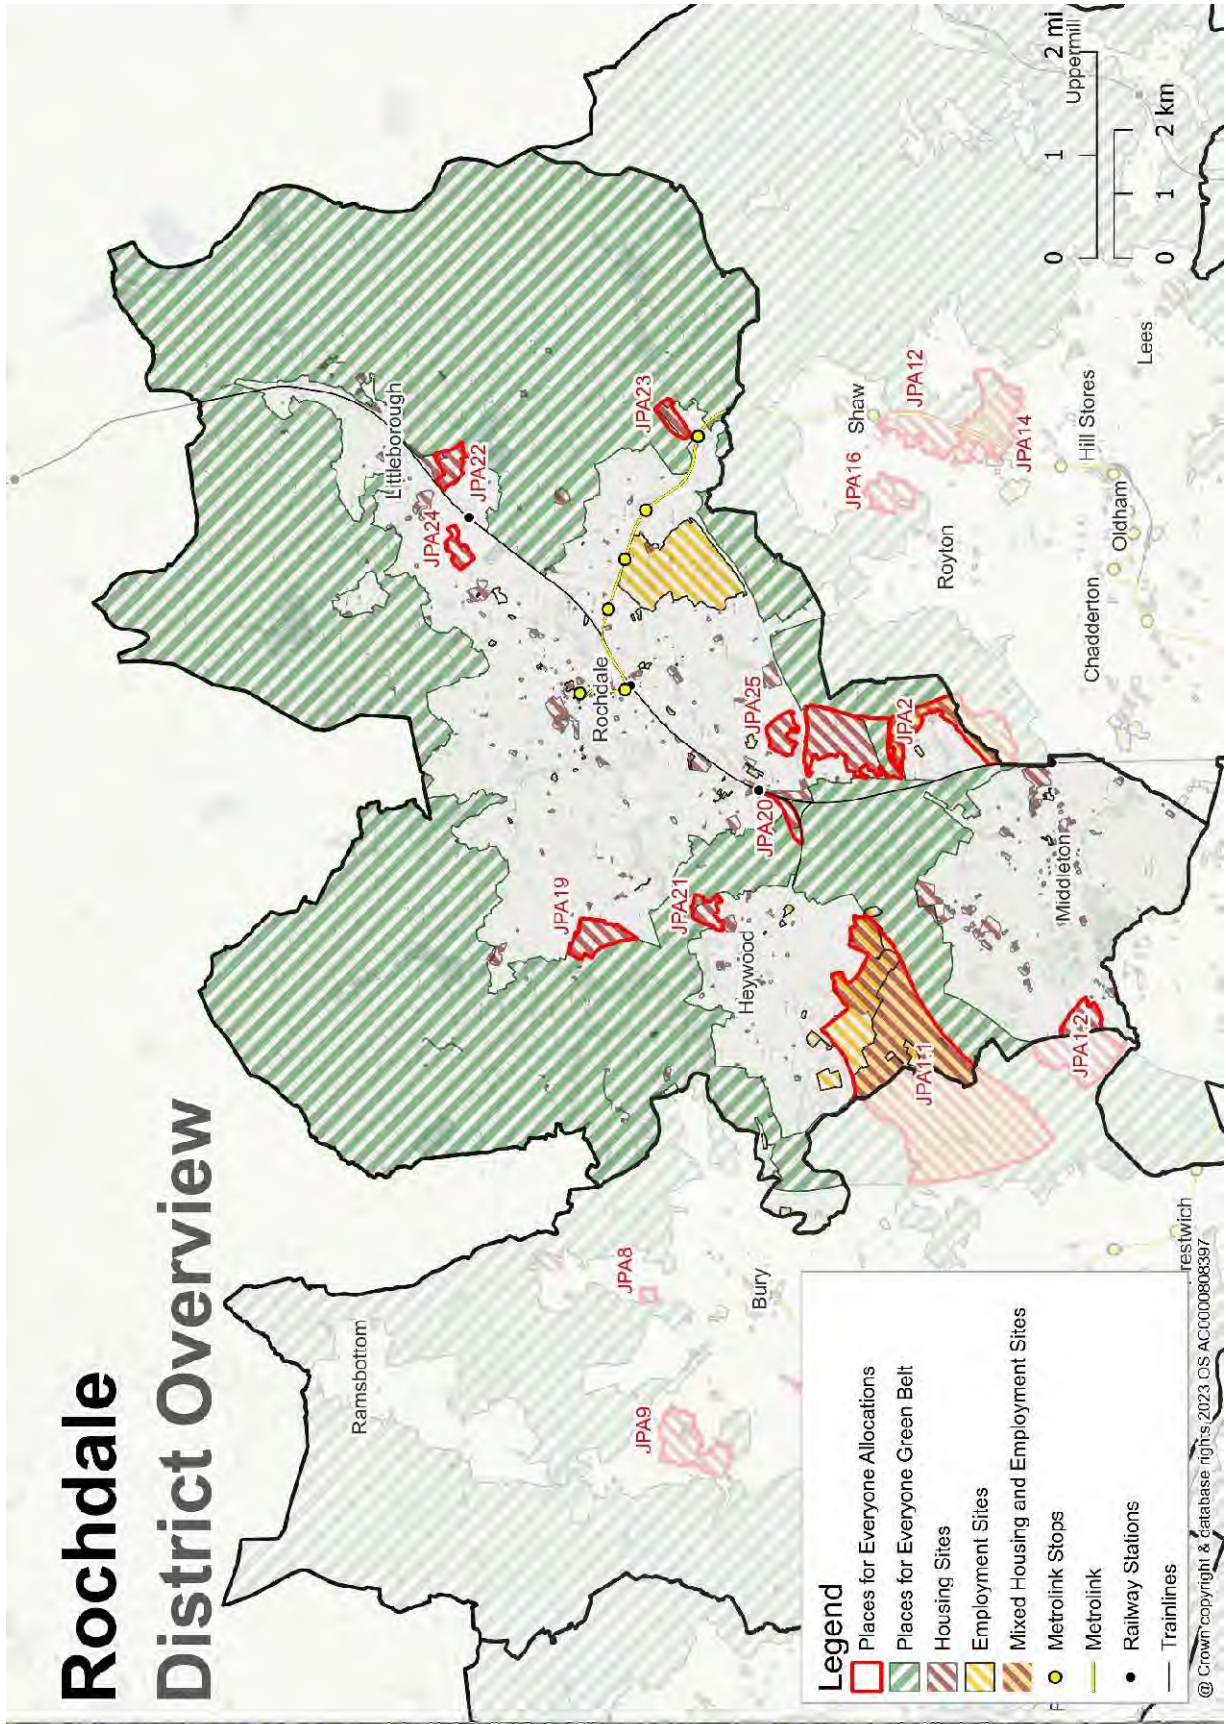 Rochdale
District Overview
Ramsbottom
Littleborough
JPA24
JPA22
JPA19
Rochdale
JPA23
JPA8
JPA9
JPA21
JPA25
JPA20
Bury
Heywood
JPA2
JPA16
Shaw
JPA12
Royton
JPA14
JPA1.1
Middleton
JPA1.2
Chadderton
Hill Stores
Oldham
Lees
Uppermill
restwich
0 1 2 mi
0 1 2 km
Legend
Places for Everyone Allocations
Places for Everyone Green Belt
Housing Sites
Employment Sites
Mixed Housing and Employment Sites
Metrolink Stops
Metrolink
Railway Stations
Trainlines
@ Crown copyright & database rights 2023 OS AC0000808397